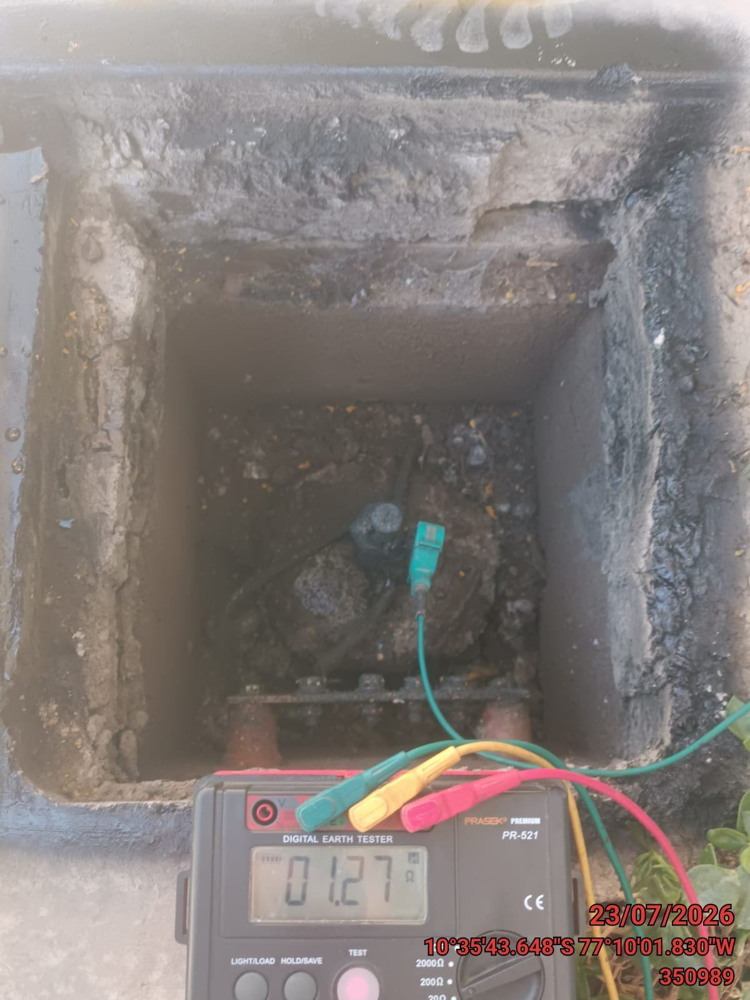 V
PRASEK® PREMIUM
PR-521
DIGITAL EARTH TESTER
01.27 Ω
CE
23/07/2026
10°35'43.648"S 77°10'01.830"W
350989
LIGHT/LOAD HOLD/SAVE TEST
2000Ω
200Ω
20Ω